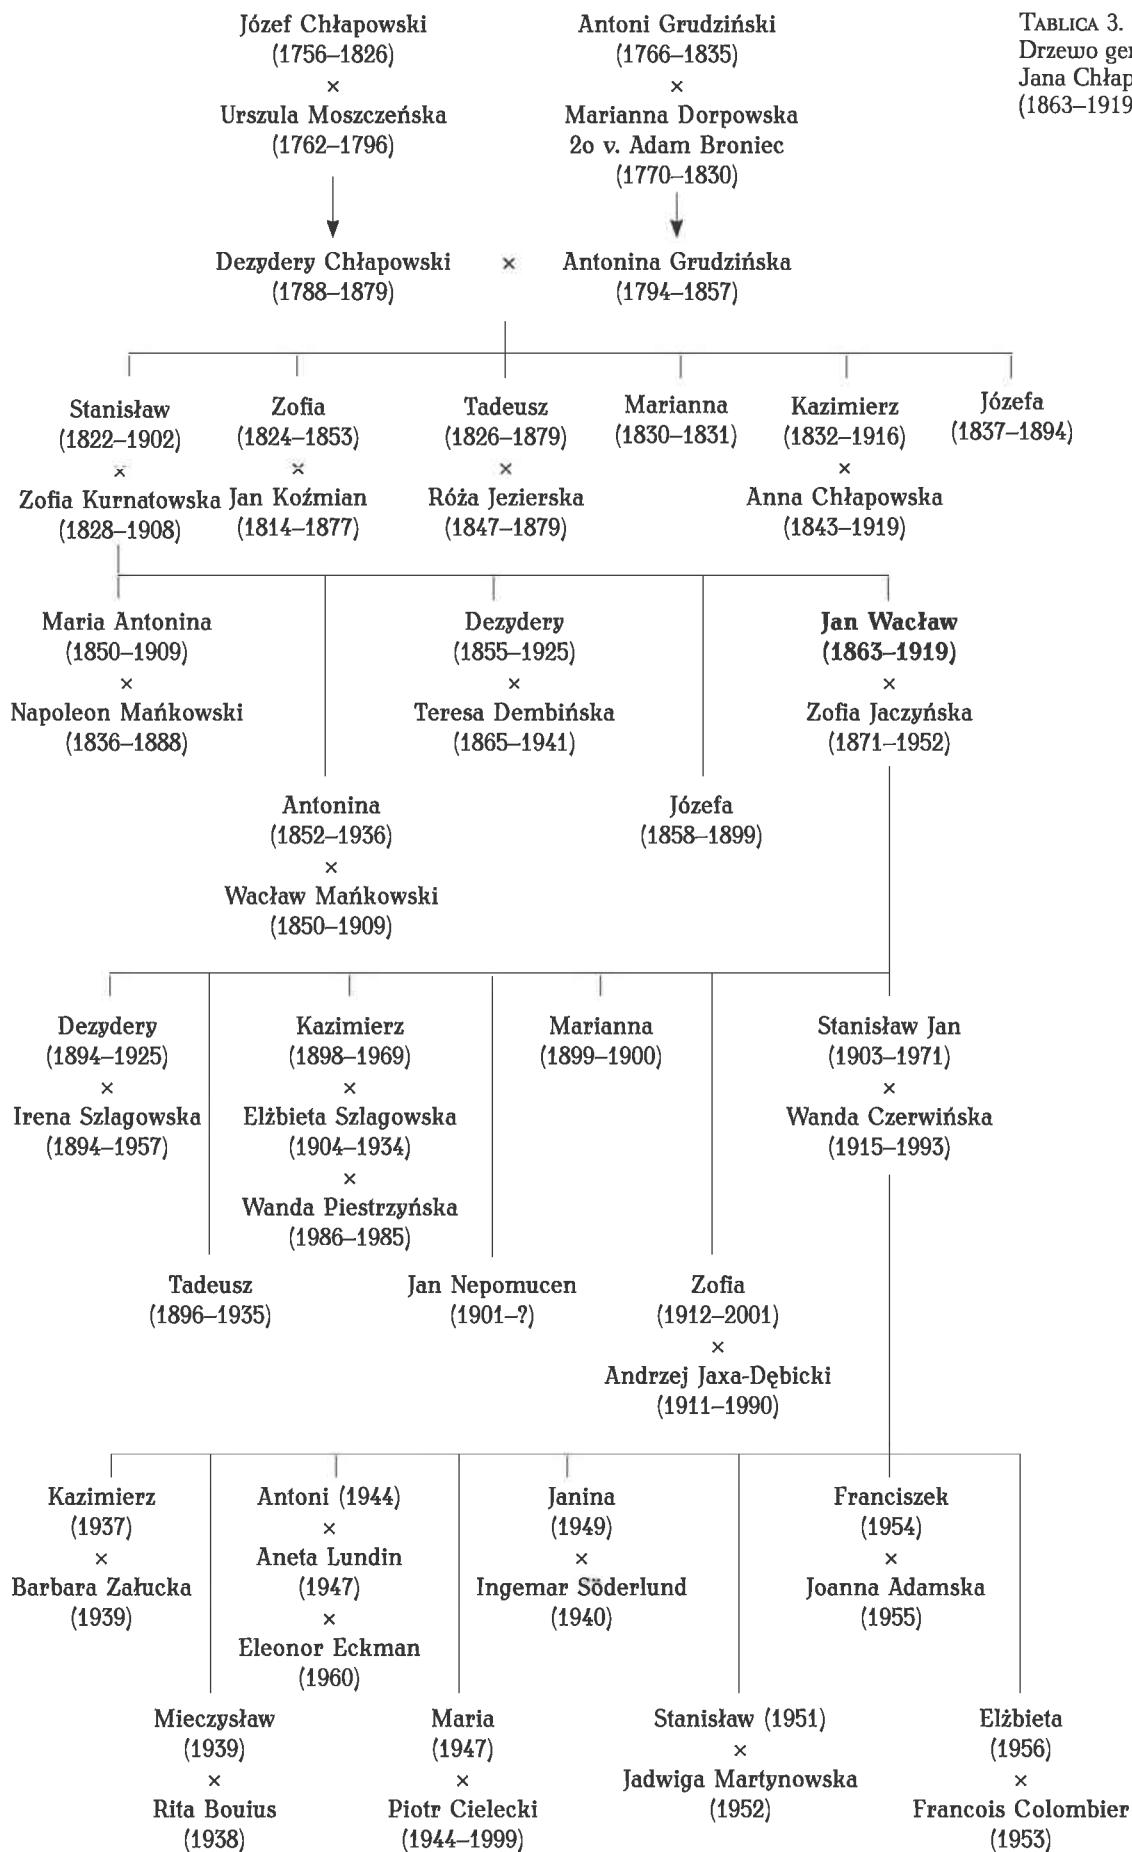 Józef Chłapowski
(1756–1826)
×
Urszula Moszczeńska
(1762–1796)
Antoni Grudziński
(1766–1835)
×
Marianna Dorpowska
2o v. Adam Broniec
(1770–1830)
TABLICA 3.
Drzewo
Jana
(1863–1919
Dezydery Chłapowski × Antonina Grudzińska
(1788–1879) (1794–1857)
Stanisław
(1822–1902)
×
Zofia Kurnatowska
(1828–1908)
Zofia
(1824–1853)
×
Jan Koźmian
(1814–1877)
Tadeusz
(1826–1879)
×
Róża Jezierska
(1847–1879)
Marianna
(1830–1831)
Kazimierz
(1832–1916)
×
Anna Chłapowska
(1843–1919)
Józefa
(1837–1894)
Maria Antonina
(1850–1909)
×
Napoleon Mańkowski
(1836–1888)
Dezydery
(1855–1925)
×
Teresa Dembińska
(1865–1941)
Jan Wacław
(1863–1919)
×
Zofia Jaczyńska
(1871–1952)
Antonina
(1852–1936)
×
Wacław Mańkowski
(1850–1909)
Józefa
(1858–1899)
Dezydery
(1894–1925)
×
Irena Szlagowska
(1894–1957)
Kazimierz
(1898–1969)
×
Elżbieta Szlagowska
(1904–1934)
×
Wanda Piestrzyńska
(1986–1985)
Marianna
(1899–1900)
Stanisław Jan
(1903–1971)
×
Wanda Czerwińska
(1915–1993)
Tadeusz
(1896–1935)
Jan Nepomucen
(1901–?)
Zofia
(1912–2001)
×
Andrzej Jaxa-Dębicki
(1911–1990)
Kazimierz
(1937)
×
Barbara Załucka
(1939)
Antoni (1944)
×
Aneta Lundin
(1947)
×
Eleonor Eckman
(1960)
Janina
(1949)
×
Ingemar Söderlund
(1940)
Franciszek
(1954)
×
Joanna Adamska
(1955)
Mieczysław
(1939)
×
Rita Bouius
(1938)
Maria
(1947)
×
Piotr Cielecki
(1944–1999)
Stanisław (1951)
×
Jadwiga Martynowska
(1952)
Elżbieta
(1956)
×
Francois Colombier
(1953)